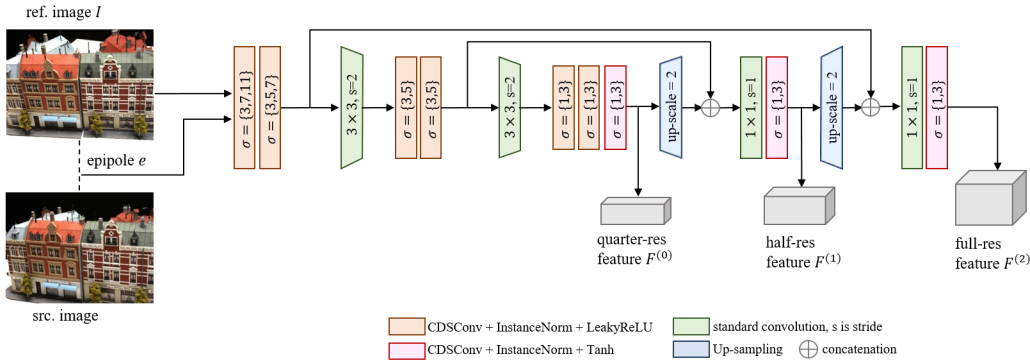 ref. image I
epipole e
src. image
σ = {3,7,11}
σ = {3,5,7}
3 × 3, s=2
σ = {3,5}
σ = {3,5}
3 × 3, s=2
σ = {1,3}
σ = {1,3}
σ = {1,3}
up-scale = 2
1 × 1, s=1
σ = {1,3}
up-scale = 2
1 × 1, s=1
σ = {1,3}
quarter-res
feature F⁽⁰⁾
half-res
feature F⁽¹⁾
full-res
feature F⁽²⁾
CDSConv + InstanceNorm + LeakyReLU
CDSConv + InstanceNorm + Tanh
standard convolution, s is stride
Up-sampling
concatenation